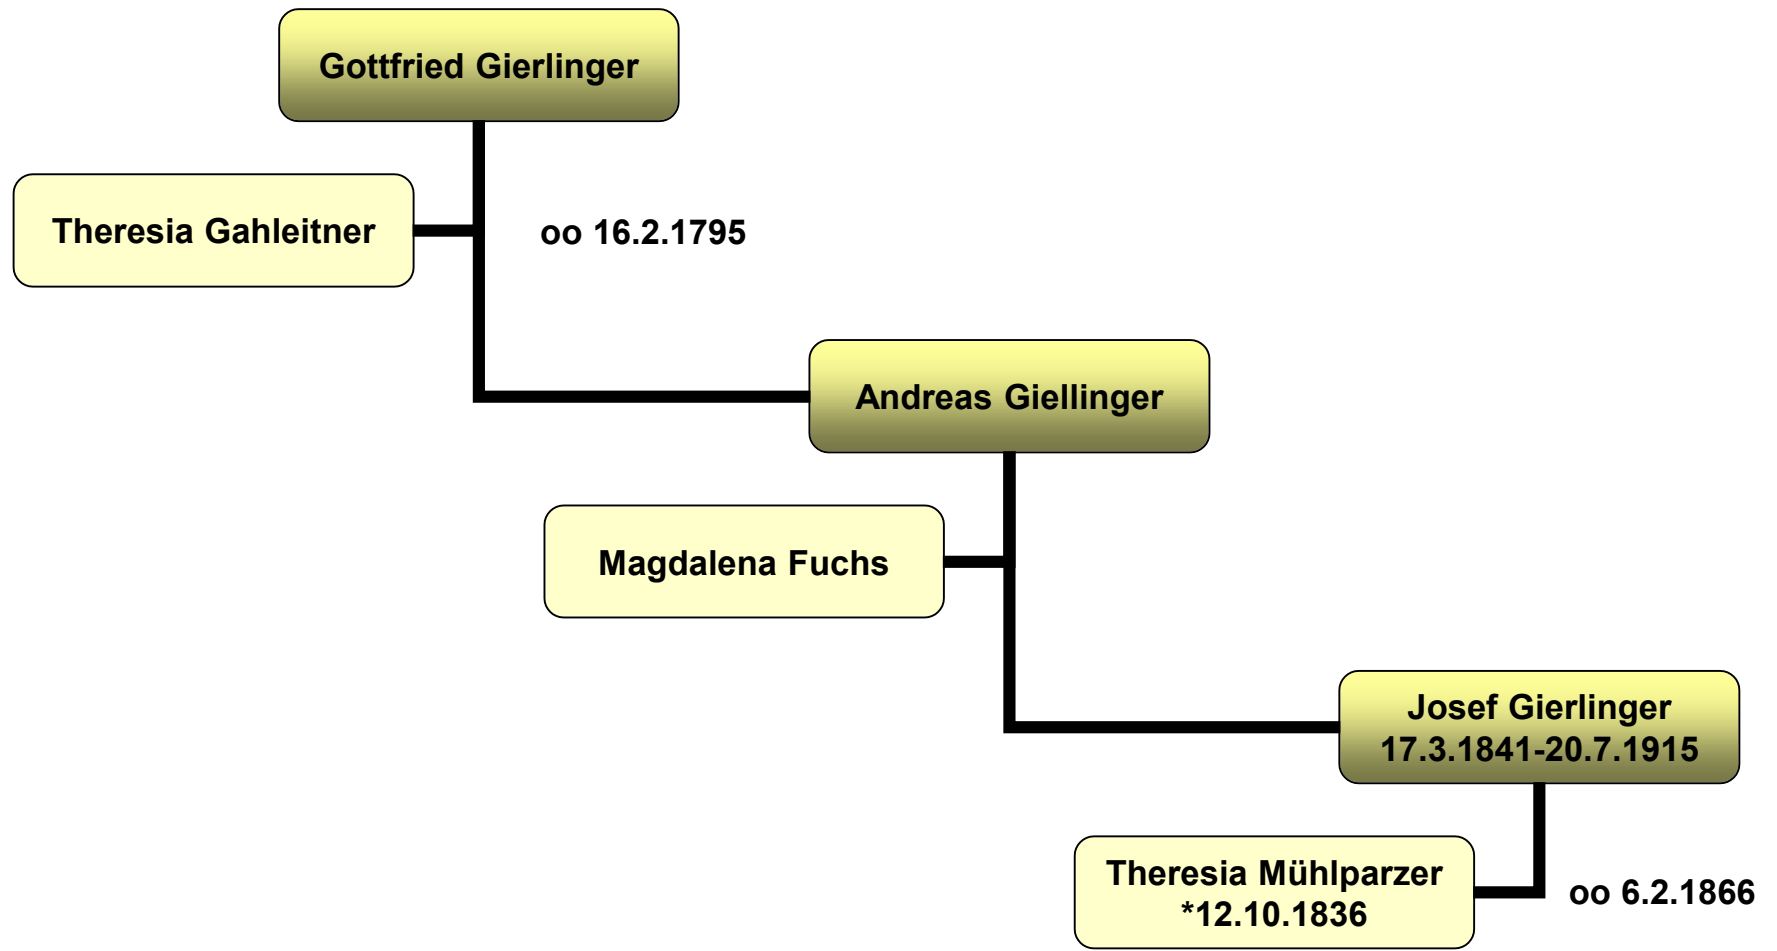 Gottfried Gierlinger
Theresia Gahleitner
oo 16.2.1795
Andreas Giellinger
Magdalena Fuchs
Josef Gierlinger
17.3.1841-20.7.1915
Theresia Mühlparzer
*12.10.1836
oo 6.2.1866